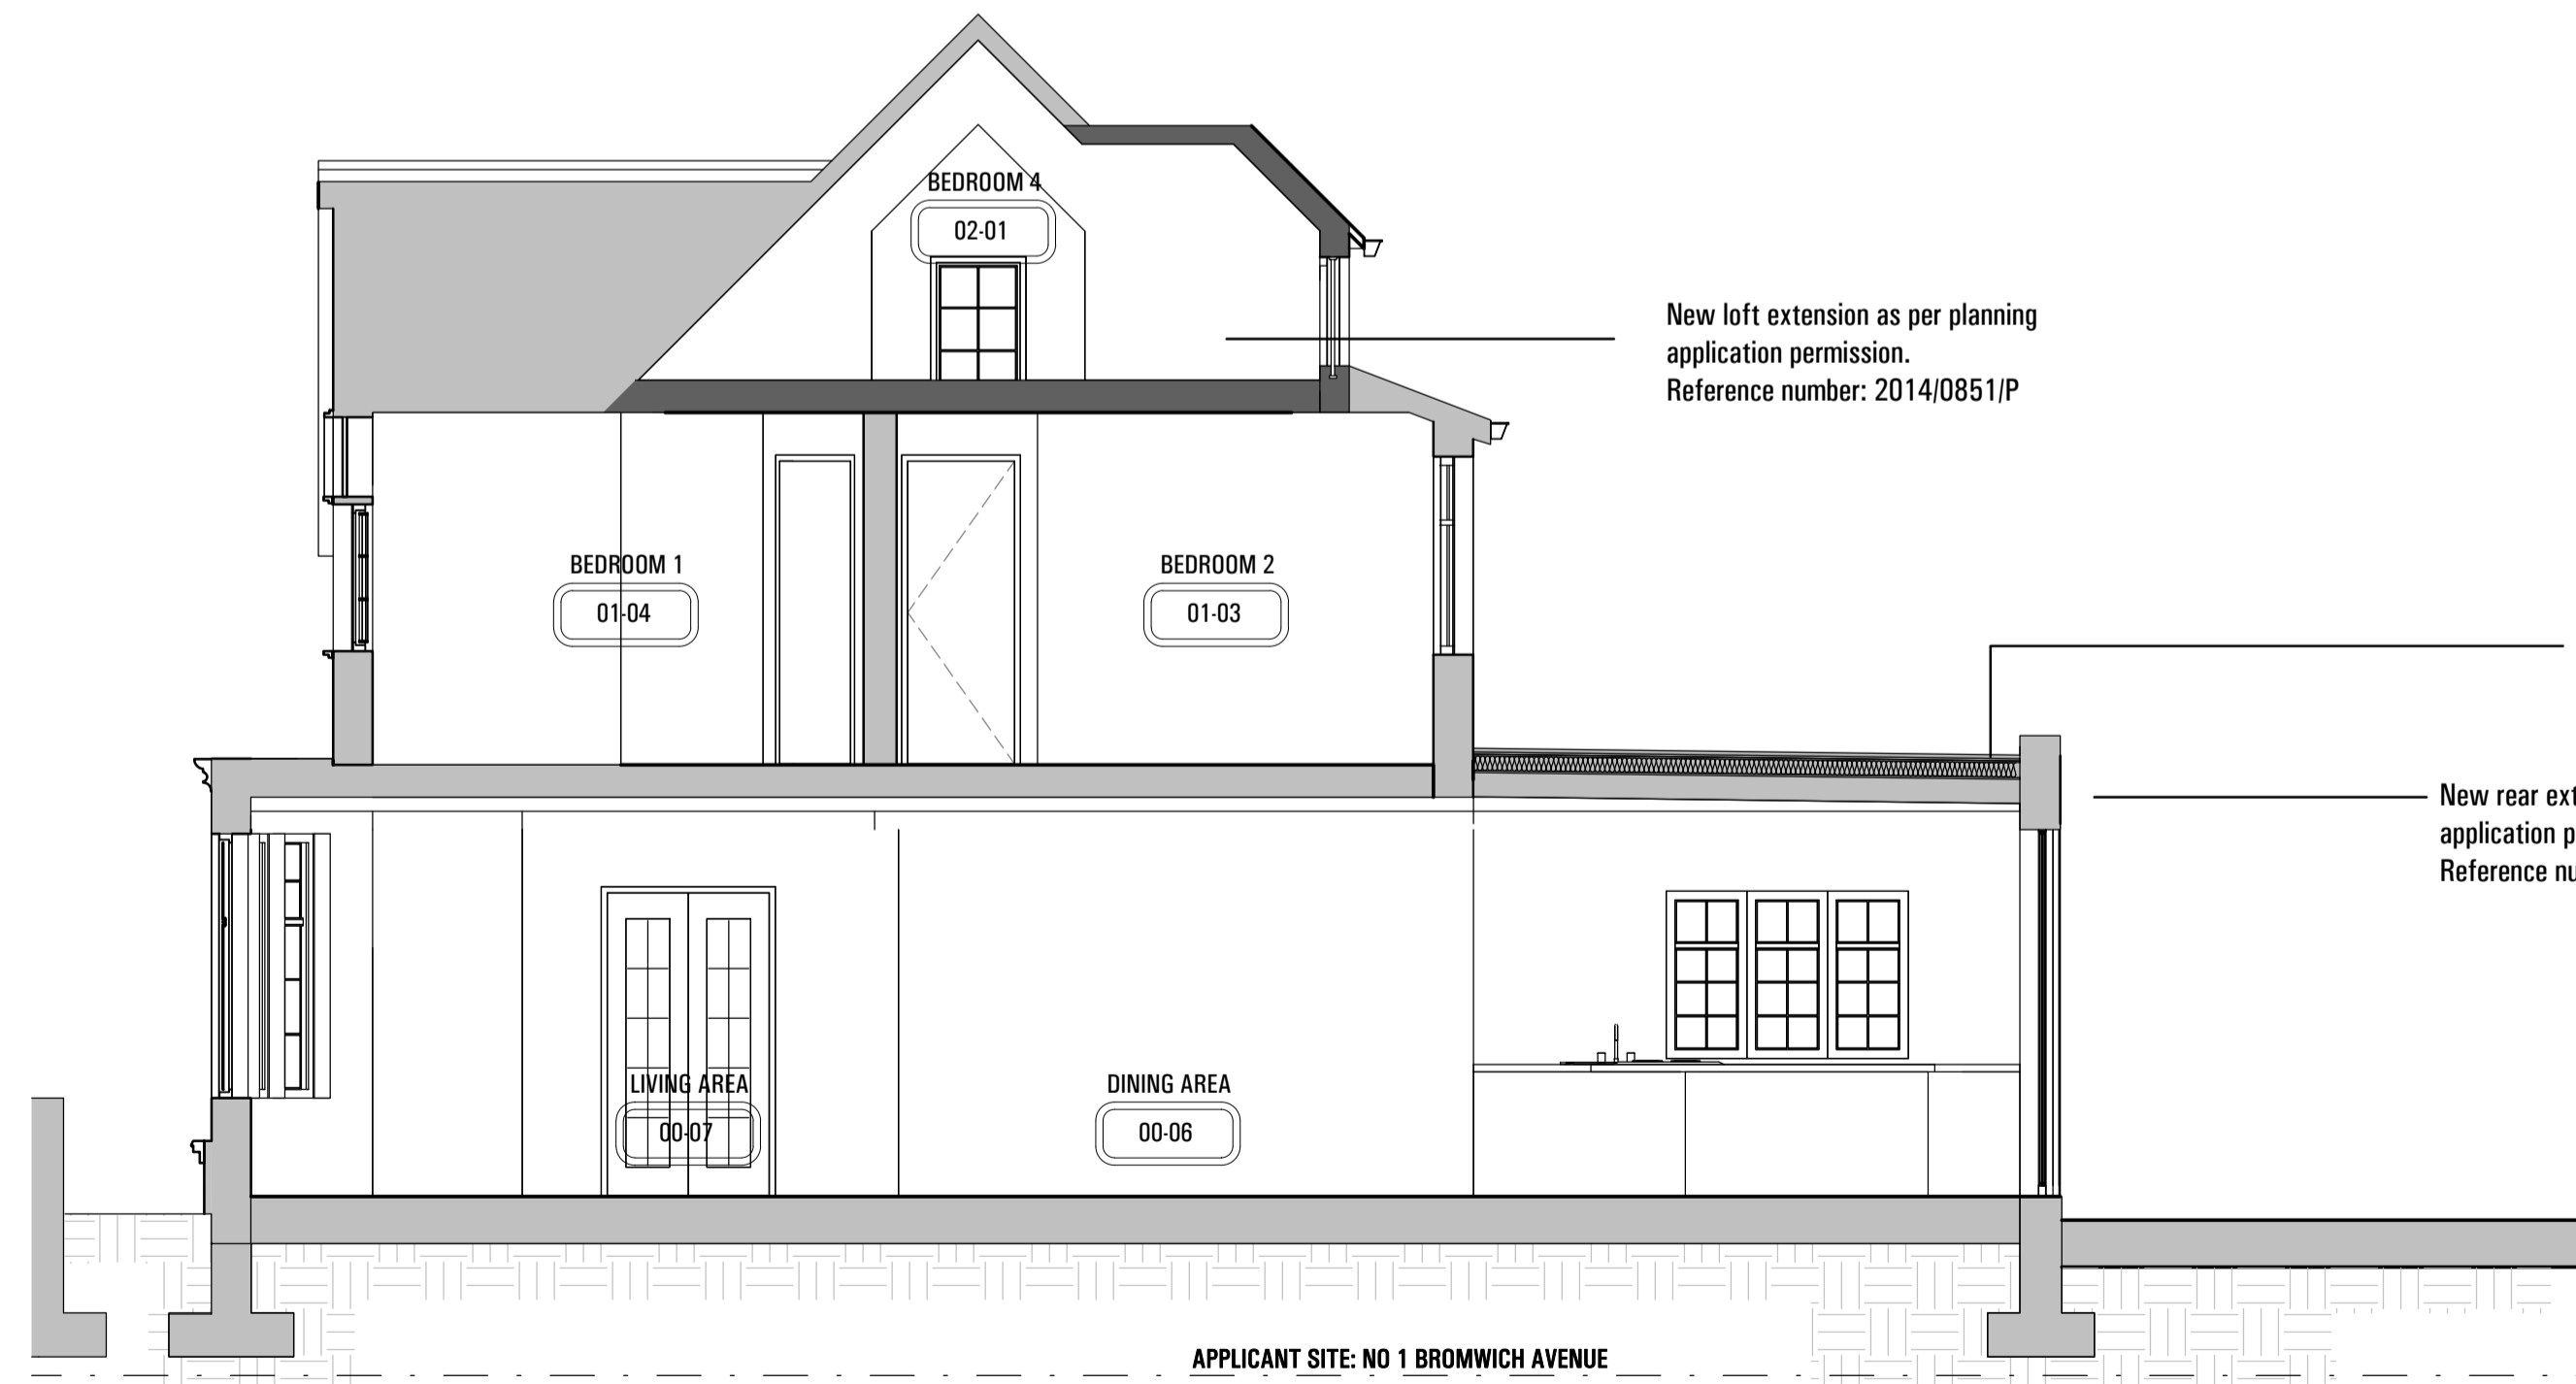 BEDROOM 4
02-01
New loft extension as per planning
application permission.
Reference number: 2014/0851/P
BEDROOM 1
01-04
BEDROOM 2
01-03
New rear
application
Reference
LIVING AREA
00-07
DINING AREA
00-06
APPLICANT SITE: NO 1 BROMWICH AVENUE